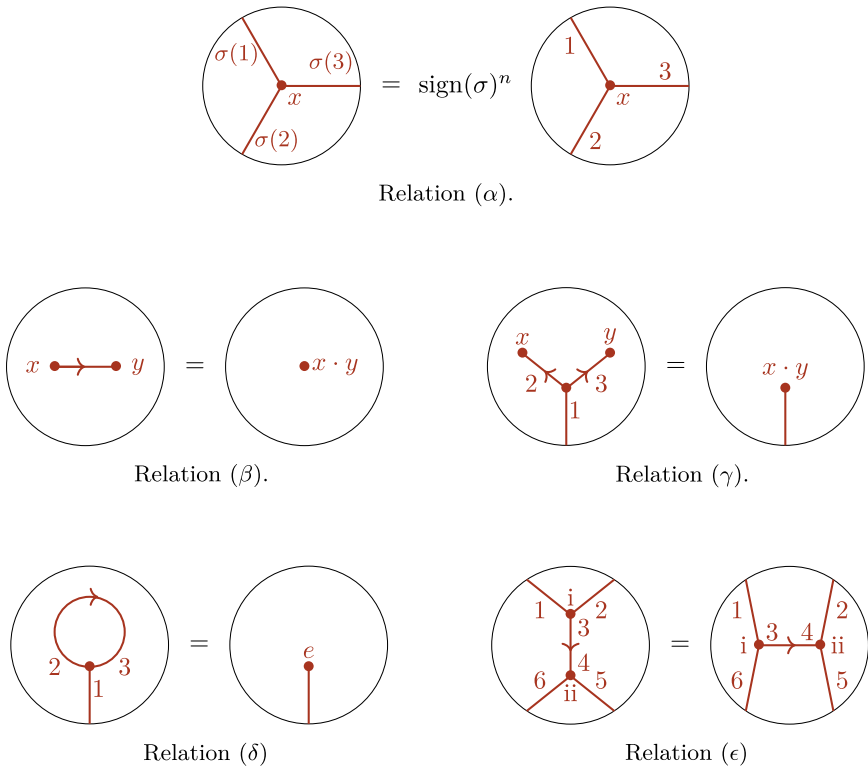 σ(1) σ(3) x σ(2) = sign(σ)ⁿ 1 3 x 2
Relation (α).
x y = x · y
Relation (β).
x y 2 3 1 = x · y
Relation (γ).
2 3 1 = e
Relation (δ)
1 i 2 3 4 6 ii 5 = 1 2 i 3 4 ii 6 5
Relation (ϵ)